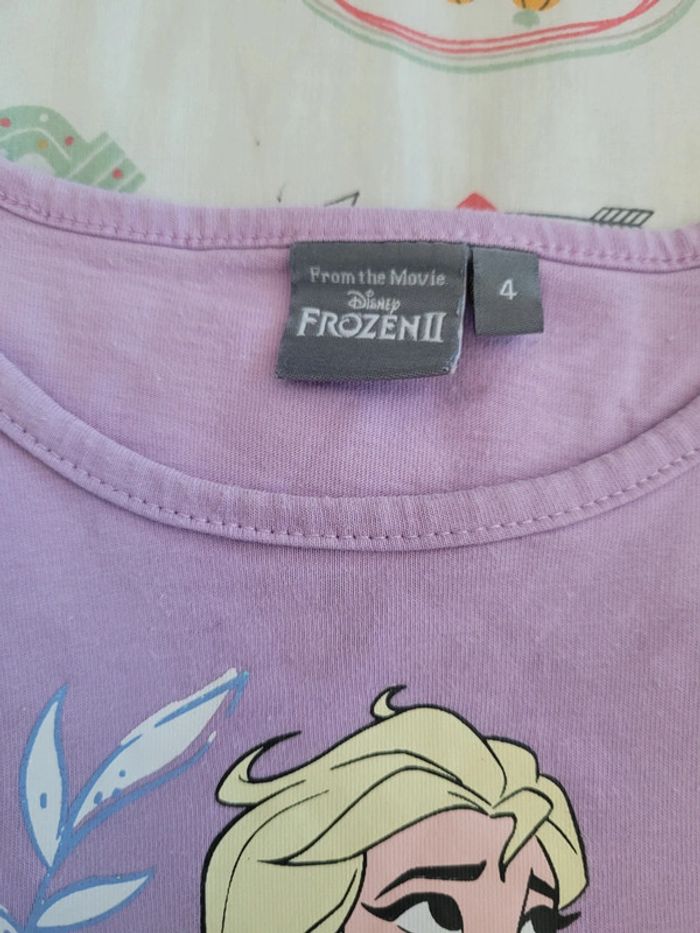 From the Movie
Disney
FROZEN II
4